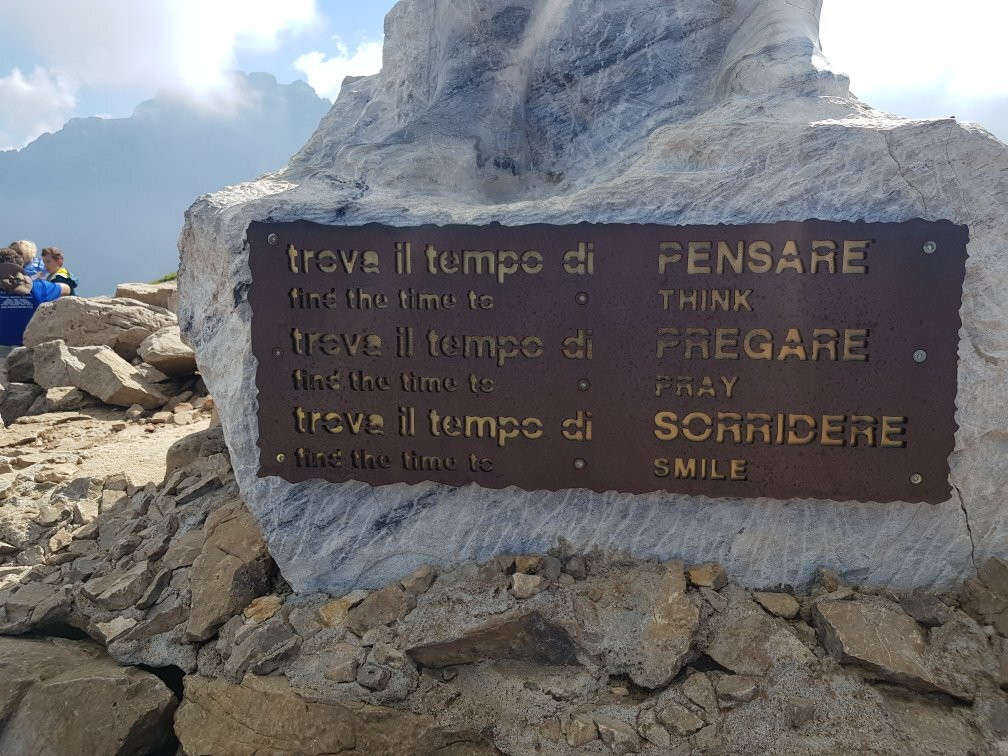 trova il tempo di PENSARE
find the time to THINK
trova il tempo di PREGARE
find the time to PRAY
trova il tempo di SORRIDERE
find the time to SMILE